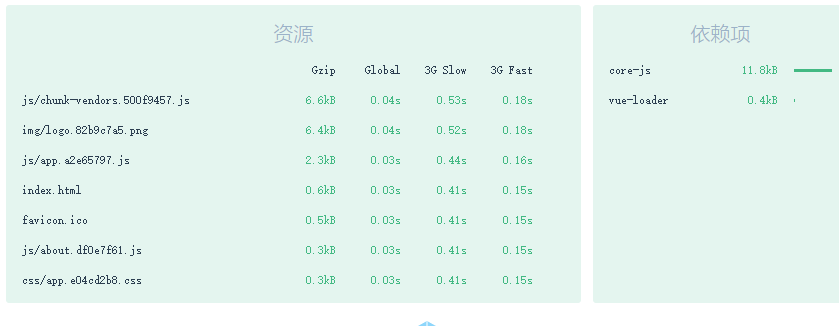 资源
Gzip Global 3G Slow 3G Fast
js/chunk-vendors.500f9457.js 6.6kB 0.04s 0.53s 0.18s
img/logo.82b9c7a5.png 6.4kB 0.04s 0.52s 0.18s
js/app.a2e65797.js 2.3kB 0.03s 0.44s 0.16s
index.html 0.6kB 0.03s 0.41s 0.15s
favicon.ico 0.5kB 0.03s 0.41s 0.15s
js/about.df0e7f61.js 0.3kB 0.03s 0.41s 0.15s
css/app.e04cd2b8.css 0.3kB 0.03s 0.41s 0.15s
依赖项
core-js 11.8kB
vue-loader 0.4kB